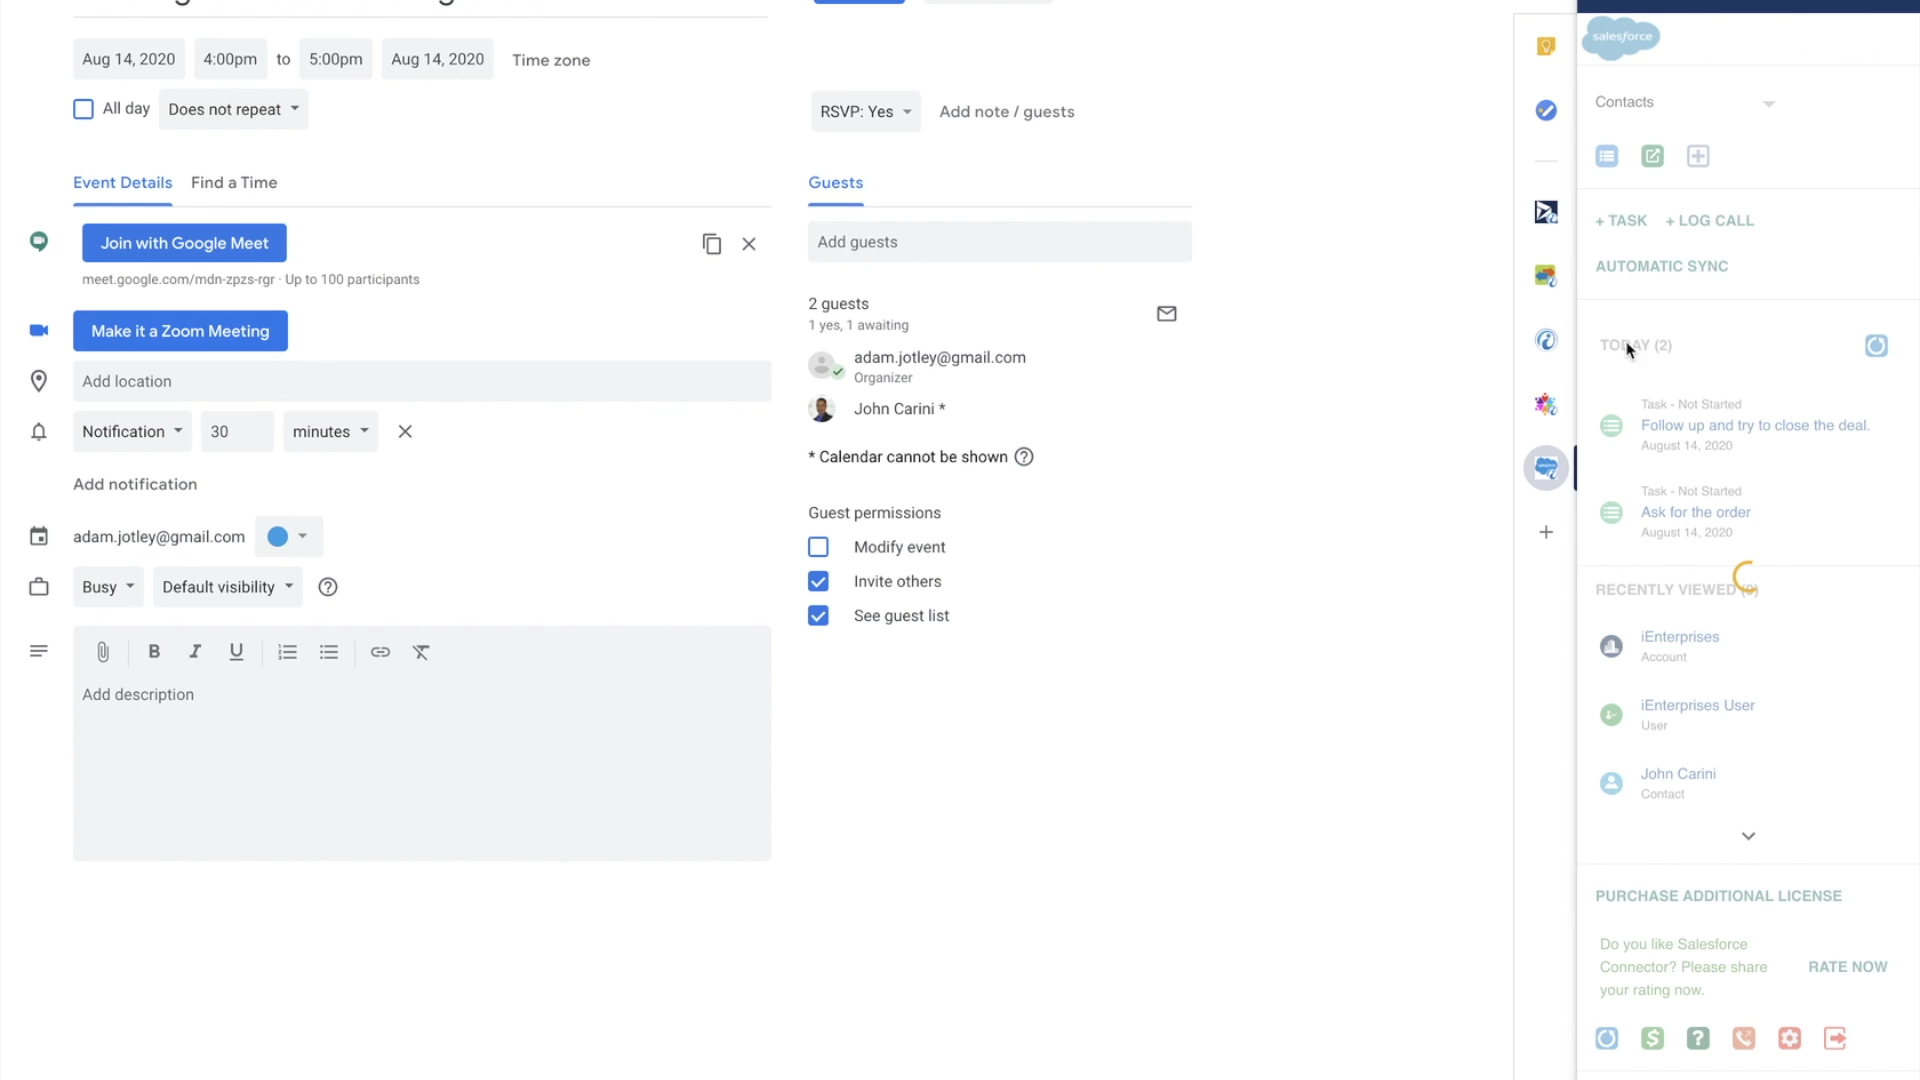 Aug 14, 2020 4:00pm to 5:00pm Aug 14, 2020 Time zone
All day Does not repeat
RSVP: Yes Add note / guests
Event Details Find a Time
Join with Google Meet
meet.google.com/mdn-zpzs-rgr · Up to 100 participants
Make it a Zoom Meeting
Add location
Notification 30 minutes
Add notification
adam.jotley@gmail.com
Busy Default visibility
B I U
Add description
Guests
Add guests
2 guests
1 yes, 1 awaiting
adam.jotley@gmail.com
Organizer
John Carini *
* Calendar cannot be shown
Guest permissions
Modify event
Invite others
See guest list
salesforce
Contacts
+ TASK + LOG CALL
AUTOMATIC SYNC
TODAY (2)
Task - Not Started
Follow up and try to close the deal.
August 14, 2020
Task - Not Started
Ask for the order
August 14, 2020
RECENTLY VIEWED
iEnterprises
Account
iEnterprises User
User
John Carini
Contact
PURCHASE ADDITIONAL LICENSE
Do you like Salesforce
Connector? Please share
your rating now.
RATE NOW